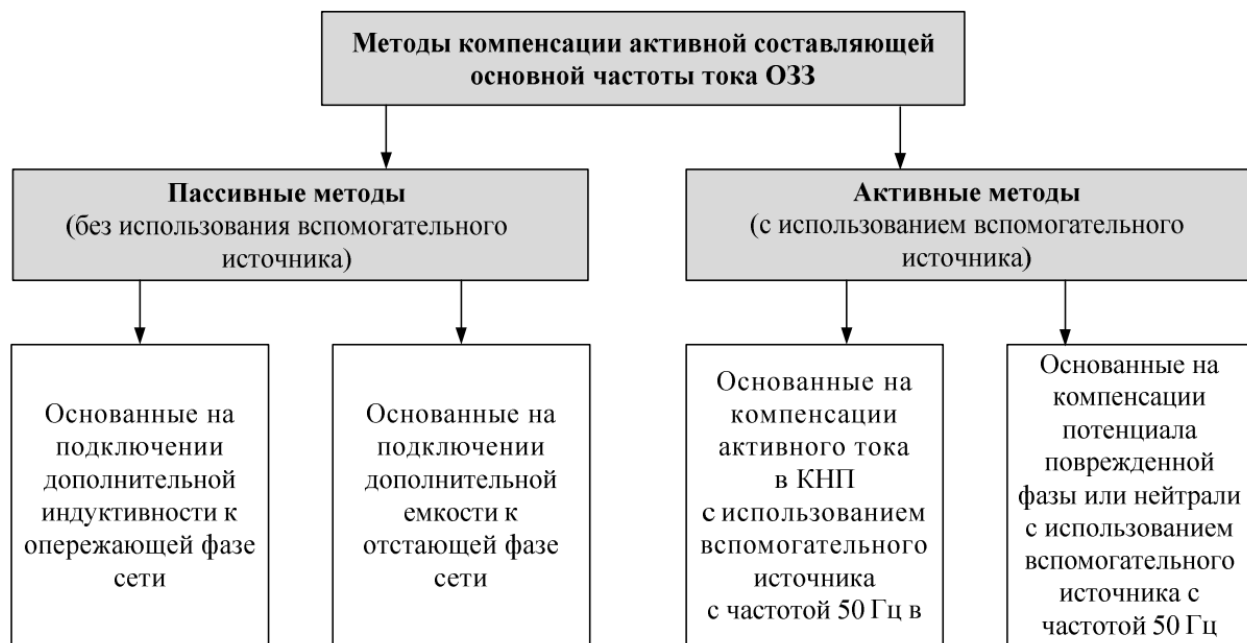 Методы компенсации активной составляющей
основной частоты тока ОЗЗ
Пассивные методы
(без использования вспомогательного
источника)
Активные методы
(с использованием вспомогательного
источника)
Основанные на
подключении
дополнительной
индуктивности к
опережающей фазе
сети
Основанные на
подключении
дополнительной
емкости к
отстающей фазе
сети
Основанные на
компенсации
активного тока
в КНП
с использованием
вспомогательного
источника
с частотой 50 Гц в
Основанные на
компенсации
потенциала
поврежденной
фазы или нейтрали
с использованием
вспомогательного
источника с
частотой 50 Гц